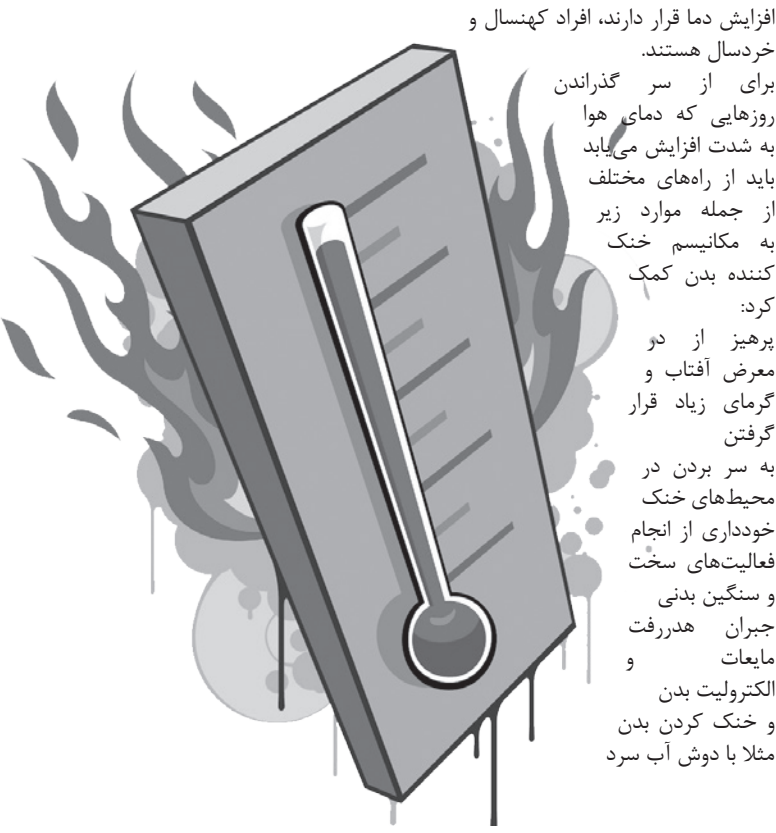 افزایش دما قرار دارند، افراد کهنسال و
خردسال هستند.
برای از سر گذراندن
روزهایی که دمای هوا
به شدت افزایش می‌یابد
باید از راه‌های مختلف
از جمله موارد زیر
به مکانیسم خنک
کننده بدن کمک
کرد:
پرهیز از در
معرض آفتاب و
گرمای زیاد قرار
گرفتن
به سر بردن در
محیط‌های خنک
خودداری از انجام
فعالیت‌های سخت
و سنگین بدنی
جبران هدررفت
مایعات و
الکترولیت بدن
و خنک کردن بدن
مثلا با دوش آب سرد